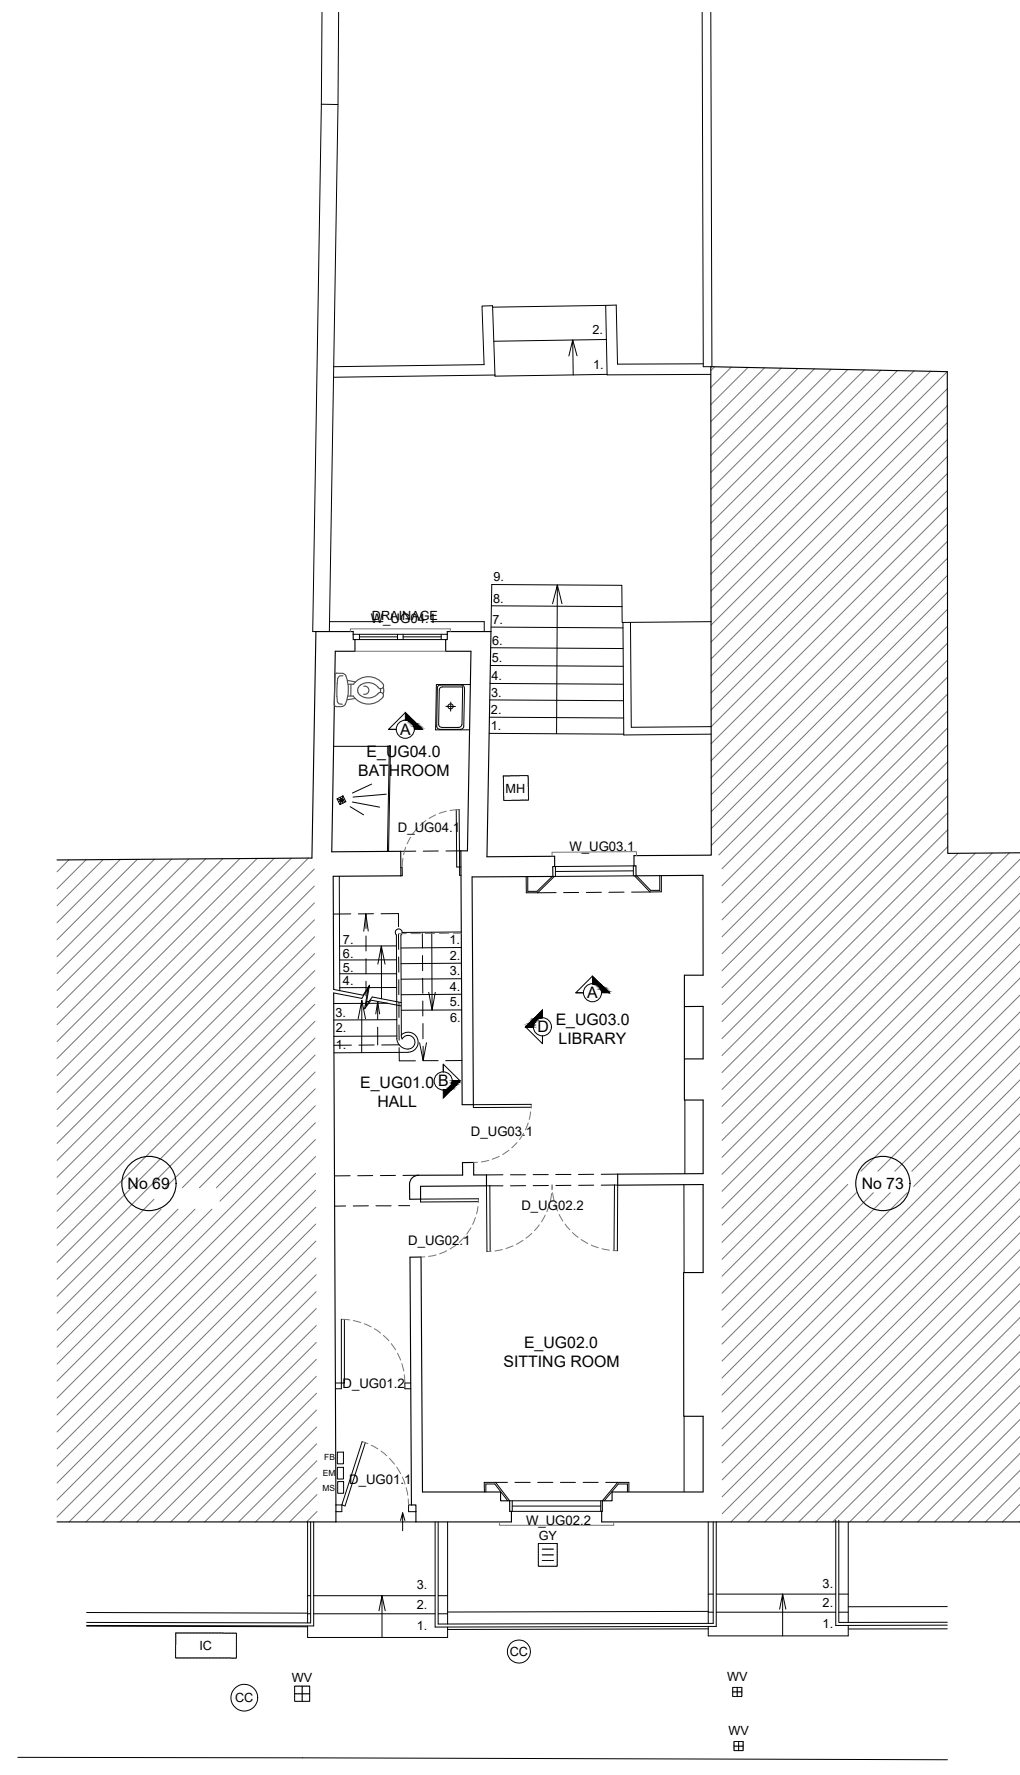 2.
1.
9.
8.
7.
6.
5.
4.
3.
2.
1.
DRAINAGE
W_UG04.1
A
E_UG04.0
BATHROOM
MH
D_UG04.1
W_UG03.1
7.
6.
5.
4.
3.
2.
1.
1.
2.
3.
4.
5.
6.
A
D
E_UG03.0
LIBRARY
E_UG01.0
HALL
B
D_UG03.1
No 69
No 73
D_UG02.2
D_UG02.1
E_UG02.0
SITTING ROOM
D_UG01.2
FB
EM
MS
D_UG01.1
W_UG02.2
GY
3.
2.
1.
3.
2.
1.
IC
CC
WV
CC
WV
WV